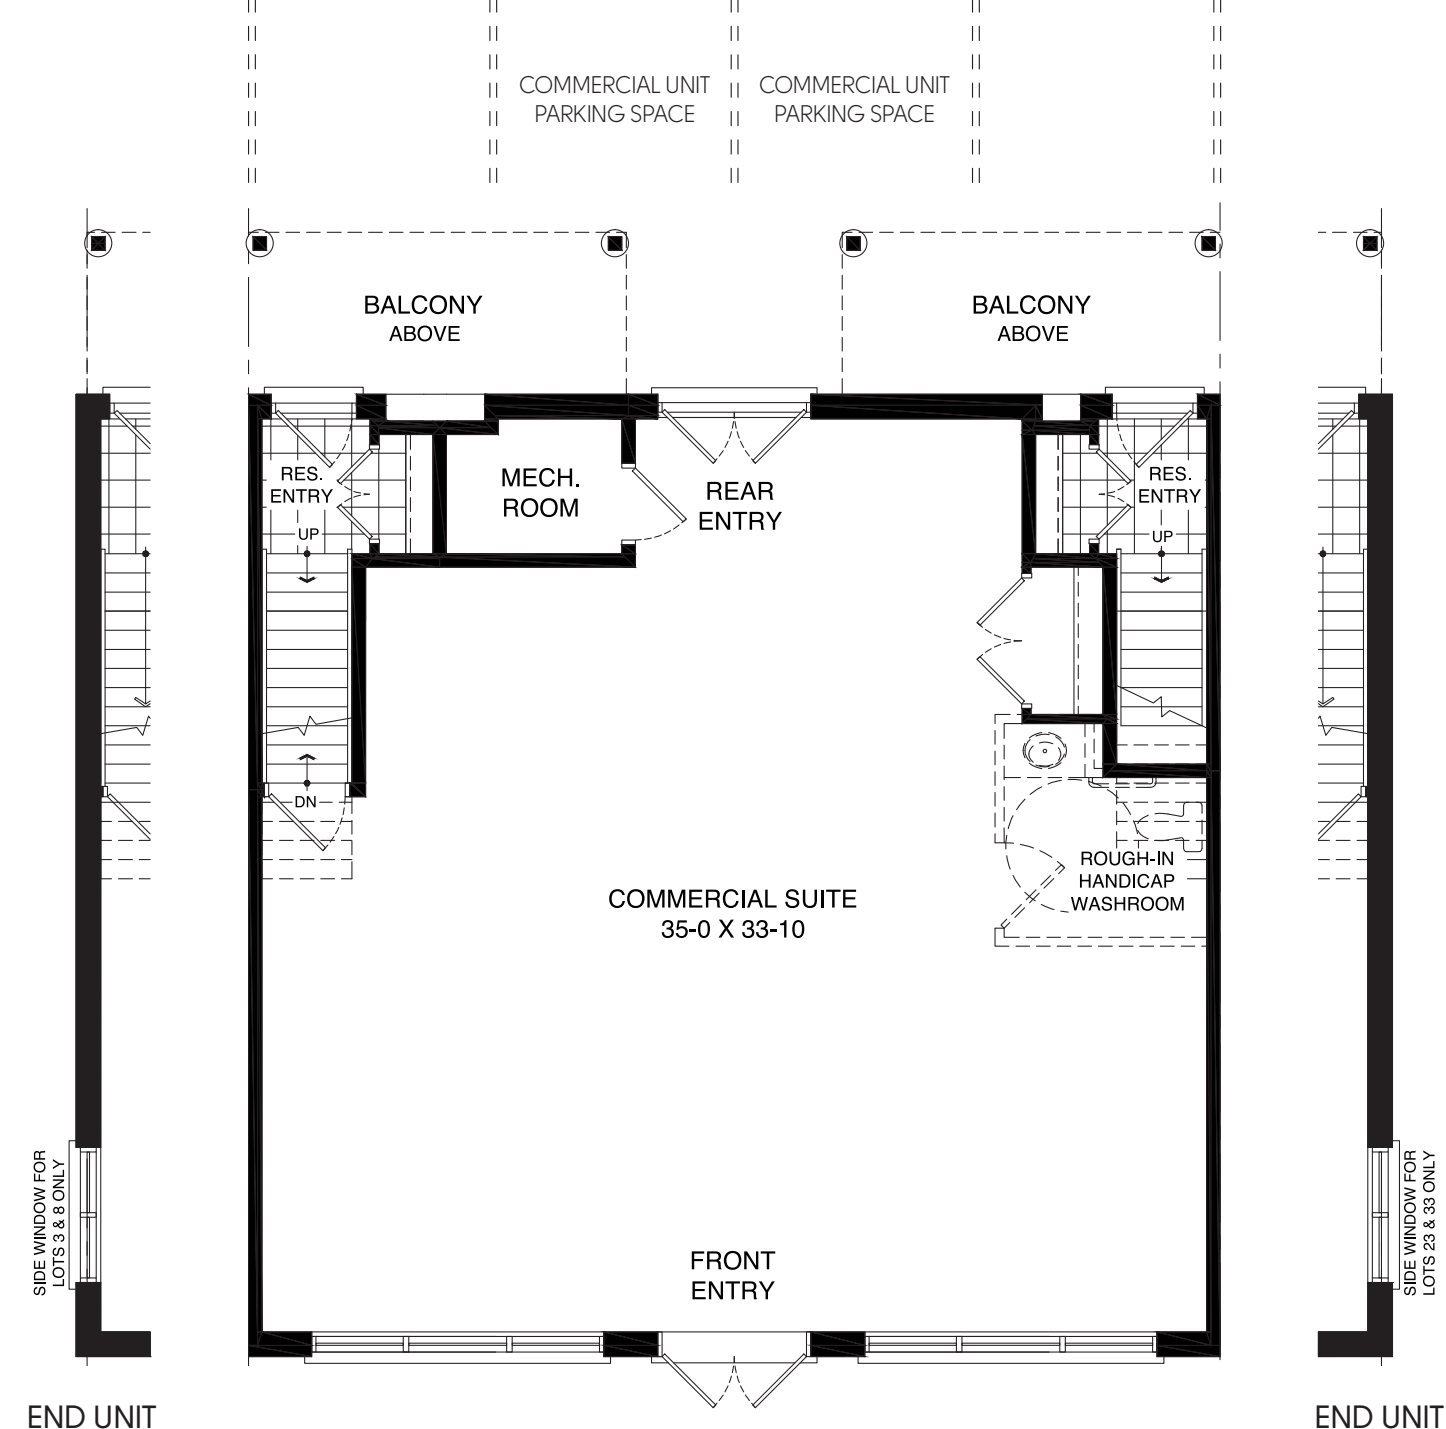 COMMERCIAL UNIT
PARKING SPACE
COMMERCIAL UNIT
PARKING SPACE
BALCONY
ABOVE
BALCONY
ABOVE
RES.
ENTRY
UP
MECH.
ROOM
REAR
ENTRY
RES.
ENTRY
UP
DN
ROUGH-IN
HANDICAP
WASHROOM
COMMERCIAL SUITE
35-0 X 33-10
SIDE WINDOW FOR
LOTS 3 & 8 ONLY
SIDE WINDOW FOR
LOTS 23 & 33 ONLY
FRONT
ENTRY
END UNIT
END UNIT